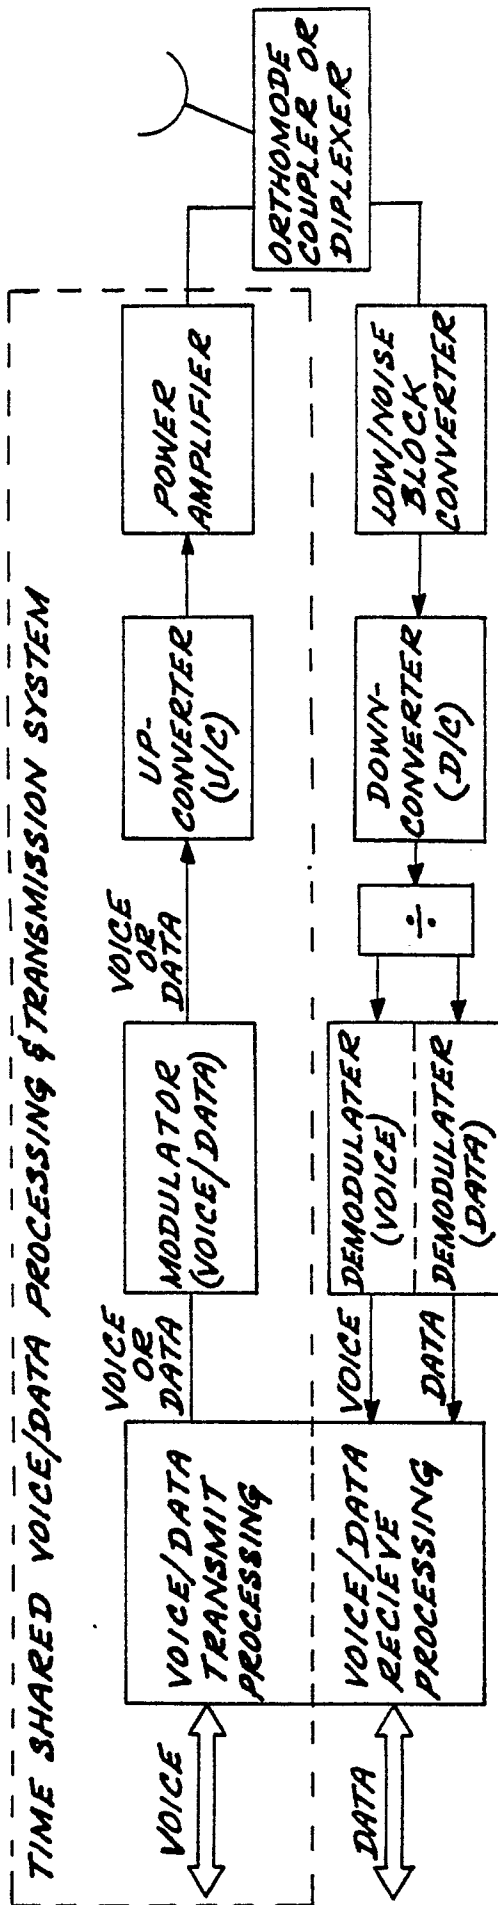 TIME SHARED VOICE/DATA PROCESSING & TRANSMISSION SYSTEM
VOICE
VOICE/DATA
TRANSMIT
PROCESSING
VOICE
OR
DATA
MODULATOR
(VOICE/DATA)
VOICE
OR
DATA
UP-
CONVERTER
(U/C)
POWER
AMPLIFIER
ORTHOMODE
COUPLER OR
DIPLEXER
DATA
VOICE/DATA
RECIEVE
PROCESSING
VOICE
DATA
DEMODULATER
(VOICE)
DEMODULATER
(DATA)
÷
DOWN-
CONVERTER
(D/C)
LOW/NOISE
BLOCK
CONVERTER